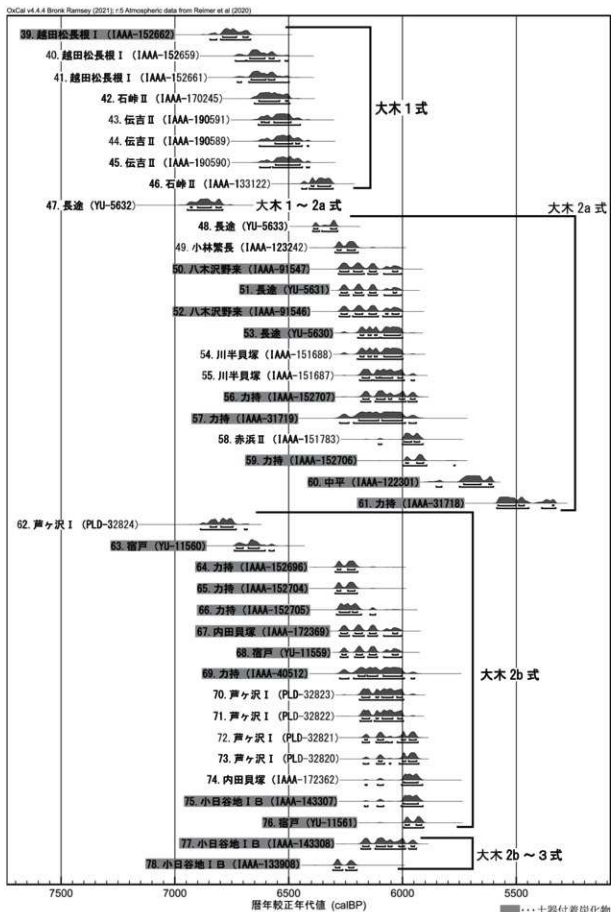 OxCal v4.4.4 Bronk Ramsey (2021); r:5 Atmospheric data from Reimer et al (2020)
39. 越田松長根Ⅰ (IAAA-152662)
40. 越田松長根Ⅰ (IAAA-152659)
41. 越田松長根Ⅰ (IAAA-152661)
大木1式
42. 石峠Ⅱ (IAAA-170245)
43. 伝吉Ⅱ (IAAA-190591)
44. 伝吉Ⅱ (IAAA-190589)
45. 伝吉Ⅱ (IAAA-190590)
46. 石峠Ⅱ (IAAA-133122)
47. 長途 (YU-5632)
大木1～2a式
大木2a式
48. 長途 (YU-5633)
49. 小林繁長 (IAAA-123242)
50. 八木沢野来 (IAAA-91547)
51. 長途 (YU-5631)
52. 八木沢野来 (IAAA-91546)
53. 長途 (YU-5630)
54. 川半貝塚 (IAAA-151688)
55. 川半貝塚 (IAAA-151687)
56. 力持 (IAAA-152707)
57. 力持 (IAAA-31719)
58. 赤浜Ⅱ (IAAA-151783)
59. 力持 (IAAA-152706)
60. 中平 (IAAA-122301)
61. 力持 (IAAA-31718)
62. 芦ヶ沢Ⅰ (PLD-32824)
63. 宿戸 (YU-11560)
64. 力持 (IAAA-152696)
65. 力持 (IAAA-152704)
66. 力持 (IAAA-152705)
67. 内田貝塚 (IAAA-172369)
68. 宿戸 (YU-11559)
69. 力持 (IAAA-40512)
大木2b式
70. 芦ヶ沢Ⅰ (PLD-32823)
71. 芦ヶ沢Ⅰ (PLD-32822)
72. 芦ヶ沢Ⅰ (PLD-32821)
73. 芦ヶ沢Ⅰ (PLD-32820)
74. 内田貝塚 (IAAA-172362)
75. 小日谷地ⅠB (IAAA-143307)
76. 宿戸 (YU-11561)
77. 小日谷地ⅠB (IAAA-143308)
大木2b～3式
78. 小日谷地ⅠB (IAAA-133908)
7500 7000 6500 6000 5500
暦年較正年代値 (calBP)
･･･土器付着炭化物